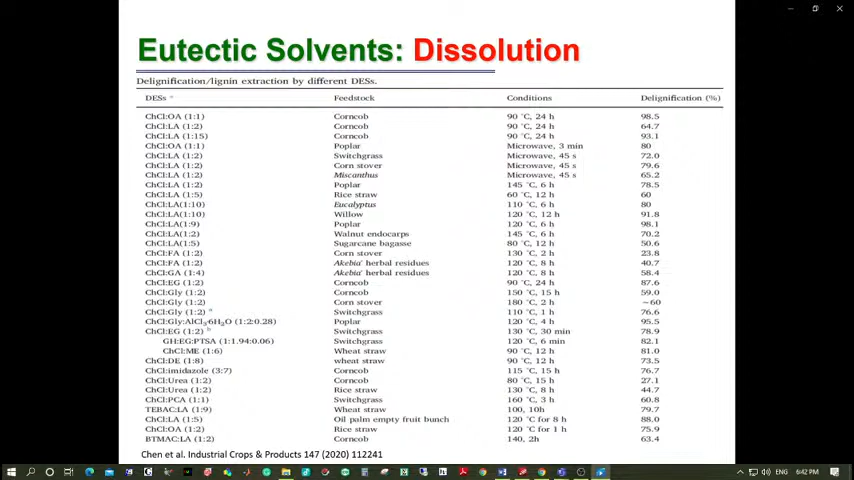 Eutectic Solvents: Dissolution
Delignification/lignin extraction by different DESs.
DESs a Feedstock Conditions Delignification (%)
ChCl:OA (1:1) Corncob 90 °C, 24 h 98.5
ChCl:LA (1:2) Corncob 90 °C, 24 h 64.7
ChCl:LA (1:15) Corncob 90 °C, 24 h 93.1
ChCl:OA (1:1) Poplar Microwave, 3 min 80
ChCl:LA (1:2) Switchgrass Microwave, 45 s 72.0
ChCl:LA (1:2) Corn stover Microwave, 45 s 79.6
ChCl:LA (1:2) Miscanthus Microwave, 45 s 65.2
ChCl:LA (1:2) Poplar 145 °C, 6 h 78.5
ChCl:LA (1:5) Rice straw 60 °C, 12 h 60
ChCl:LA(1:10) Eucalyptus 110 °C, 6 h 80
ChCl:LA(1:10) Willow 120 °C, 12 h 91.8
ChCl:LA(1:9) Poplar 120 °C, 6 h 98.1
ChCl:LA(1:2) Walnut endocarps 145 °C, 6 h 70.2
ChCl:LA(1:5) Sugarcane bagasse 80 °C, 12 h 50.6
ChCl:FA (1:2) Corn stover 130 °C, 2 h 23.8
ChCl:FA (1:2) Akebia' herbal residues 120 °C, 8 h 40.7
ChCl:GA (1:4) Akebia' herbal residues 120 °C, 8 h 58.4
ChCl:EG (1:2) Corncob 90 °C, 24 h 87.6
ChCl:Gly (1:2) Corncob 150 °C, 15 h 59.0
ChCl:Gly (1:2) Corn stover 180 °C, 2 h ~60
ChCl:Gly (1:2) a Switchgrass 110 °C, 1 h 76.6
ChCl:Gly:AlCl3·6H2O (1:2:0.28) Poplar 120 °C, 4 h 95.5
ChCl:EG (1:2) b Switchgrass 130 °C, 30 min 78.9
GH:EG:PTSA (1:1.94:0.06) Switchgrass 120 °C, 6 min 82.1
ChCl:ME (1:6) Wheat straw 90 °C, 12 h 81.0
ChCl:DE (1:8) wheat straw 90 °C, 12 h 73.5
ChCl:imidazole (3:7) Corncob 115 °C, 15 h 76.7
ChCl:Urea (1:2) Corncob 80 °C, 15 h 27.1
ChCl:Urea (1:2) Rice straw 130 °C, 8 h 44.7
ChCl:PCA (1:1) Switchgrass 160 °C, 3 h 60.8
TEBAC:LA (1:9) Wheat straw 100, 10h 79.7
ChCl:LA (1:5) Oil palm empty fruit bunch 120 °C for 8 h 88.0
ChCl:OA (1:2) Rice straw 120 °C for 1 h 75.9
BTMAC:LA (1:2) Corncob 140, 2h 63.4
Chen et al. Industrial Crops & Products 147 (2020) 112241
ENG 6:42 PM